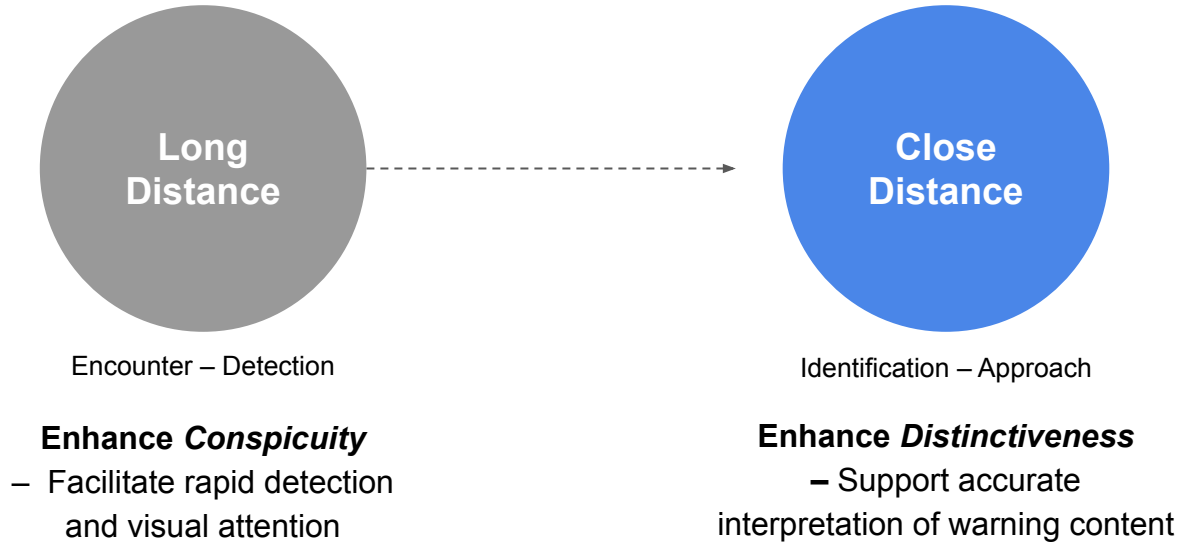 Long
Distance
Close
Distance
Encounter – Detection
Identification – Approach
Enhance Conspicuity
– Facilitate rapid detection
and visual attention
Enhance Distinctiveness
– Support accurate
interpretation of warning content